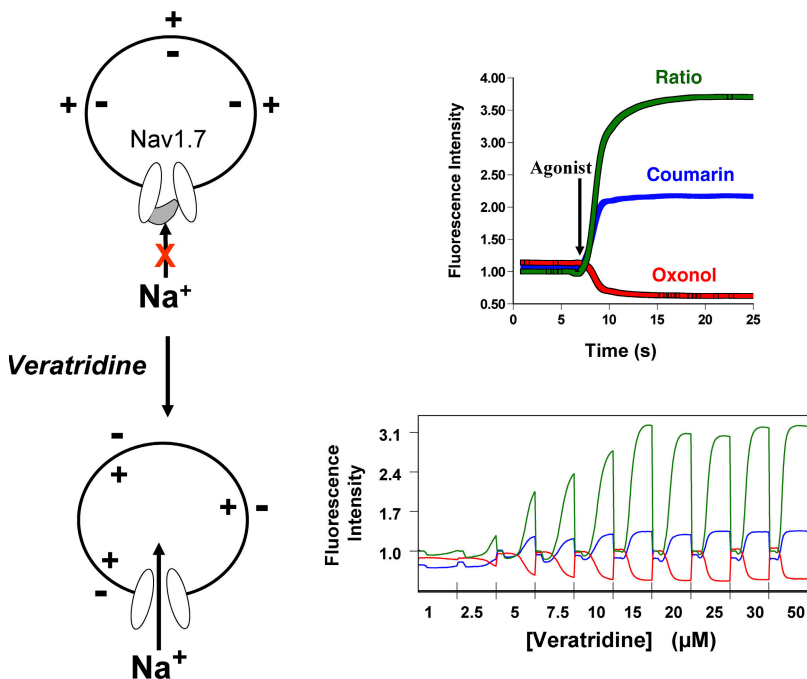 +
-
+ - - +
Nav1.7
X
Na⁺
Veratridine
-
+
+ -
+
-
Na⁺
Fluorescence Intensity
4.00
3.50
3.00
2.50
2.00
1.50
1.00
0.50
Ratio
Agonist
Coumarin
Oxonol
0 5 10 15 20 25
Time (s)
Fluorescence
Intensity
3.1
2.4
1.7
1.0
1 2.5 5 7.5 10 15 20 25 30 50
[Veratridine] (µM)